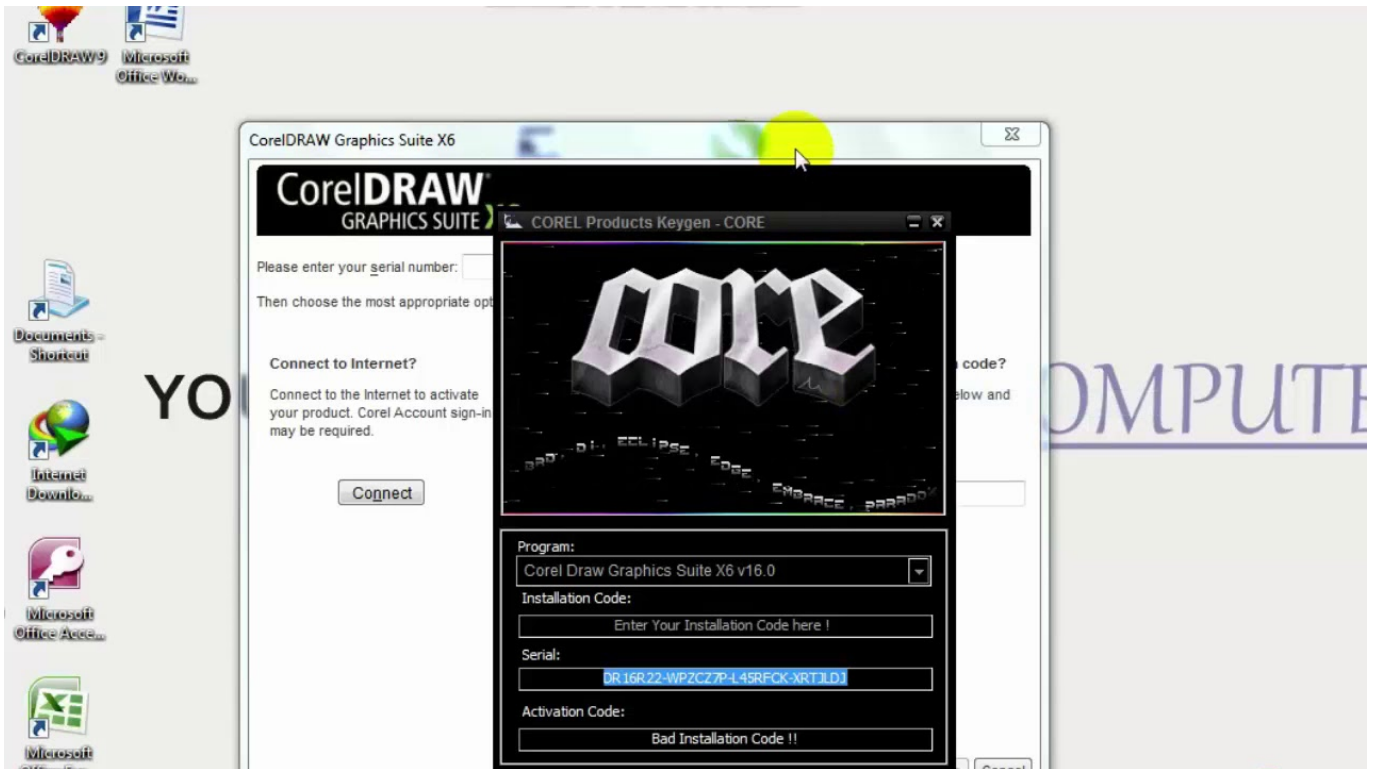 CorelDRAW 9
Microsoft
Office Wo...
CorelDRAW Graphics Suite X6
CorelDRAW
GRAPHICS SUITE
COREL Products Keygen - CORE
Please enter your serial number:
Then choose the most appropriate opt
core
Documents -
Shortcut
Connect to Internet?
Connect to the Internet to activate
your product. Corel Account sign-in
may be required.
code?
elow and
YO
OMPUTE
ECLIPSE, EDGE, EMBRACE, PARADOX
Internet
Downlo...
Connect
Program:
Corel Draw Graphics Suite X6 v16.0
Installation Code:
Enter Your Installation Code here !
Microsoft
Office Acce...
Serial:
Activation Code:
Bad Installation Code !!
Microsoft
Cancel